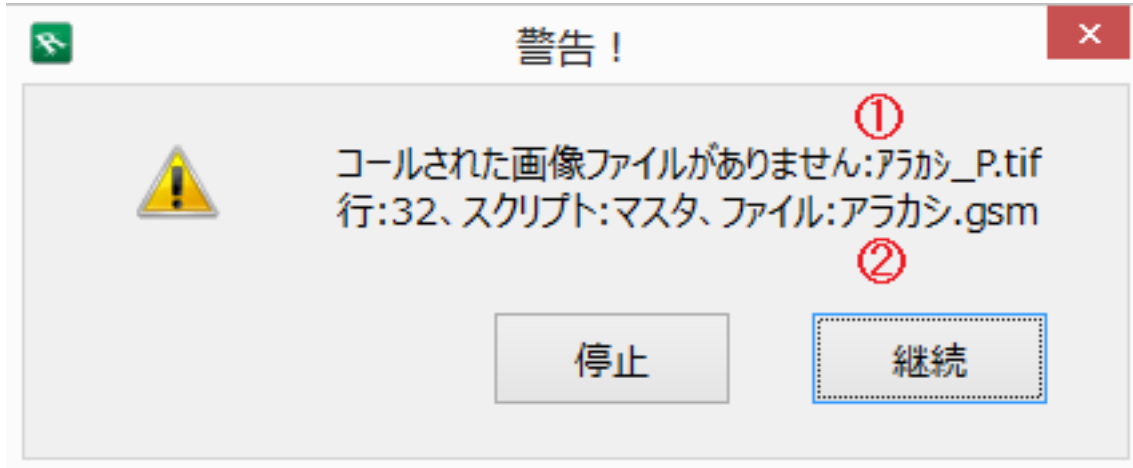 警告！
①
コールされた画像ファイルがありません:ｱﾗｶｼ_P.tif
行:32、スクリプト:マスタ、ファイル:アラカシ.gsm
②
停止
継続